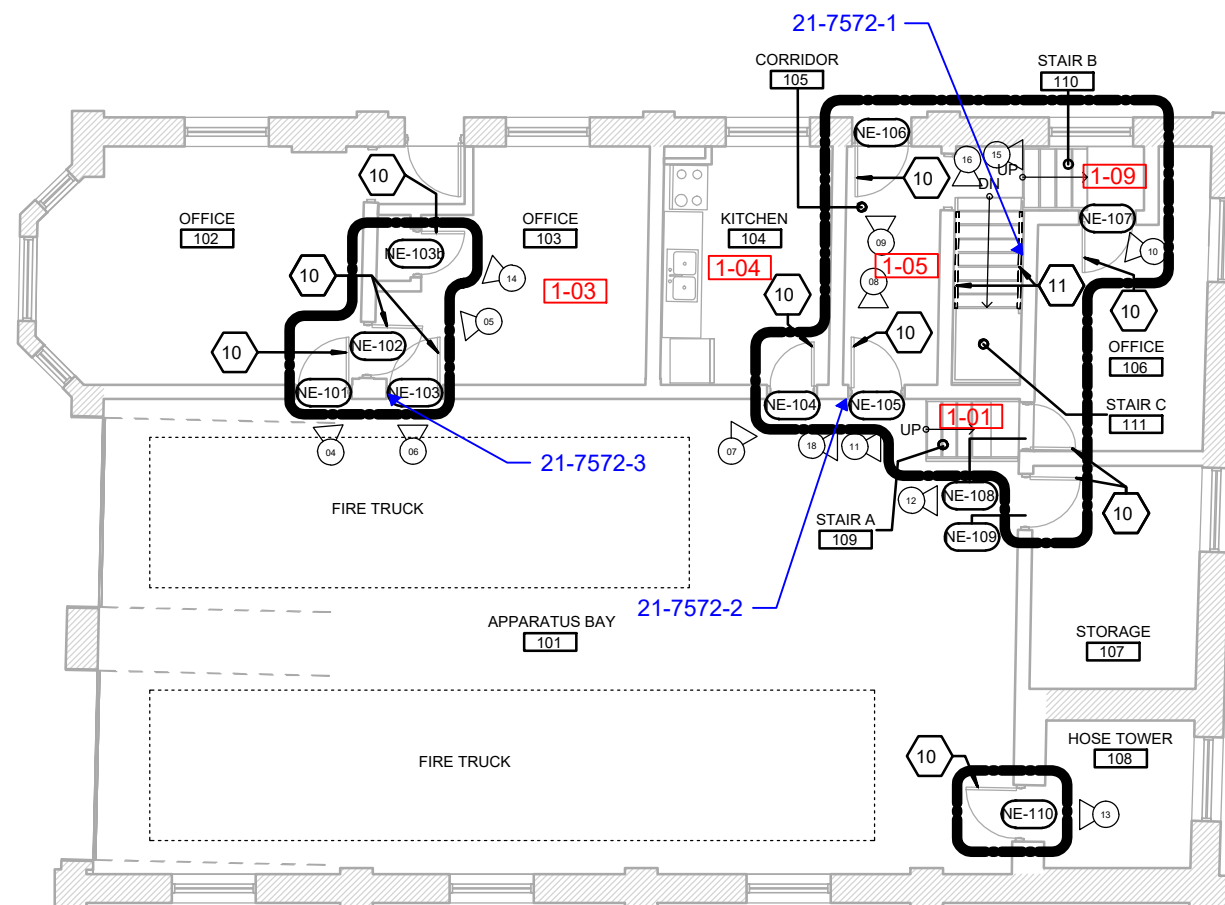 21-7572-1
CORRIDOR
105
STAIR B
110
NE-106
10
10
16
15
UP
DN
1-09
OFFICE
102
OFFICE
103
KITCHEN
104
NE-107
NE-103b
09
10
10
14
1-03
1-04
1-05
08
10
11
05
10
10
10
10
NE-102
OFFICE
106
NE-101
NE-103
NE-104
NE-105
1-01
STAIR C
111
UP
04
06
07
18
11
21-7572-3
FIRE TRUCK
12
NE-108
10
STAIR A
109
NE-109
21-7572-2
APPARATUS BAY
101
STORAGE
107
HOSE TOWER
108
10
FIRE TRUCK
NE-110
13